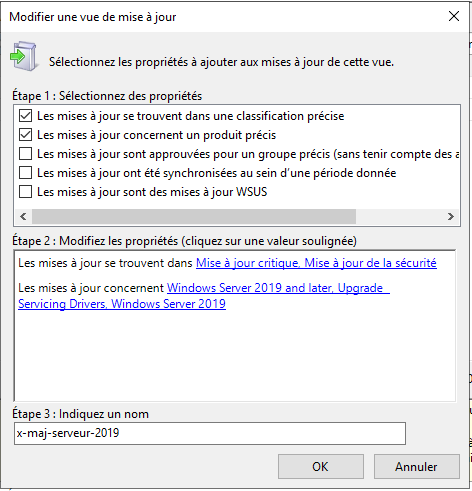 Modifier une vue de mise à jour
Sélectionnez les propriétés à ajouter aux mises à jour de cette vue.
Étape 1 : Sélectionnez des propriétés
Les mises à jour se trouvent dans une classification précise
Les mises à jour concernent un produit précis
Les mises à jour sont approuvées pour un groupe précis (sans tenir compte des a
Les mises à jour ont été synchronisées au sein d'une période donnée
Les mises à jour sont des mises à jour WSUS
Étape 2 : Modifiez les propriétés (cliquez sur une valeur soulignée)
Les mises à jour se trouvent dans Mise à jour critique, Mise à jour de la sécurité
Les mises à jour concernent Windows Server 2019 and later, Upgrade
Servicing Drivers, Windows Server 2019
Étape 3 : Indiquez un nom
x-maj-serveur-2019
OK Annuler